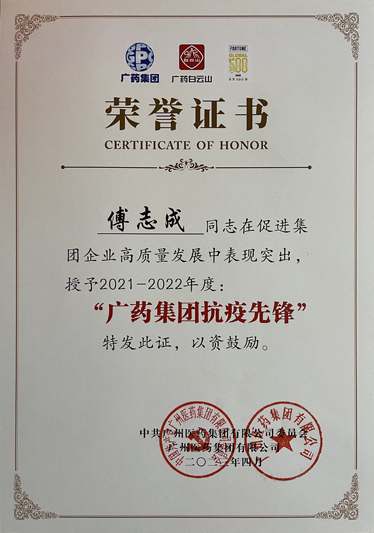 GPC
广药集团
广药白云山
FORTUNE
GLOBAL
500
荣誉证书
CERTIFICATE OF HONOR
傅志成 同志在促进集
团企业高质量发展中表现突出，
授予2021-2022年度：
“广药集团抗疫先锋”
特发此证，以资鼓励。
中共广州医药集团有限公司委员会
广州医药集团有限公司
二〇二二年四月